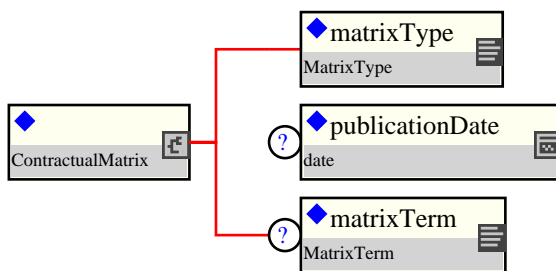 matrixType
MatrixType
ContractualMatrix
?
publicationDate
date
?
matrixTerm
MatrixTerm